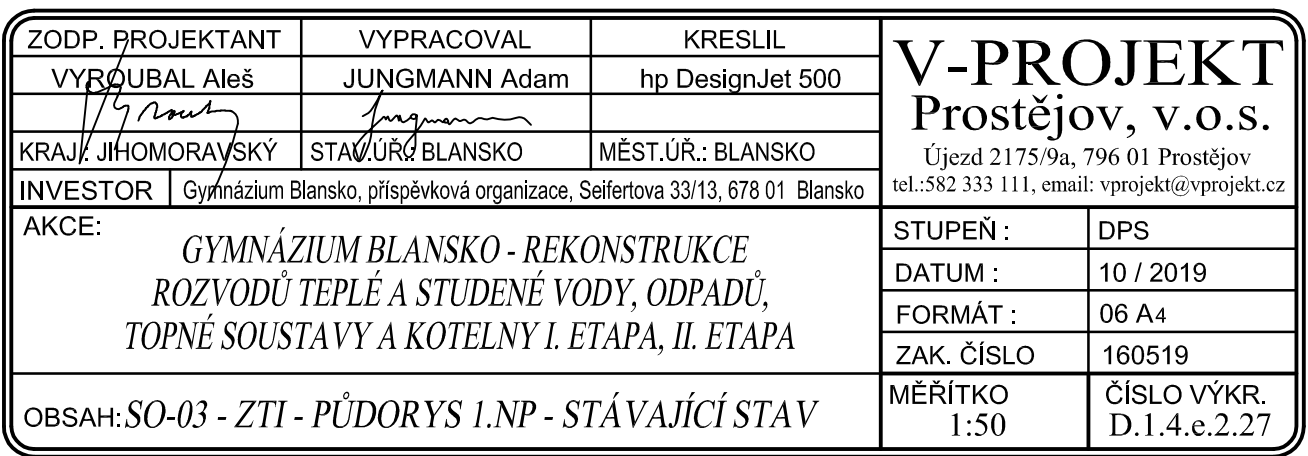 ZODP. PROJEKTANT VYPRACOVAL KRESLIL
VYROUBAL Aleš JUNGMANN Adam hp DesignJet 500
Jungmann
KRAJ: JIHOMORAVSKÝ STAV.ÚŘ.: BLANSKO MĚST.ÚŘ.: BLANSKO
INVESTOR Gymnázium Blansko, příspěvková organizace, Seifertova 33/13, 678 01 Blansko
V-PROJEKT
Prostějov, v.o.s.
Újezd 2175/9a, 796 01 Prostějov
tel.:582 333 111, email: vprojekt@vprojekt.cz
AKCE:
GYMNÁZIUM BLANSKO - REKONSTRUKCE
ROZVODŮ TEPLÉ A STUDENÉ VODY, ODPADŮ,
TOPNÉ SOUSTAVY A KOTELNY I. ETAPA, II. ETAPA
STUPEŇ : DPS
DATUM : 10 / 2019
FORMÁT : 06 A4
ZAK. ČÍSLO 160519
OBSAH: SO-03 - ZTI - PŮDORYS 1.NP - STÁVAJÍCÍ STAV
MĚŘÍTKO ČÍSLO VÝKR.
1:50 D.1.4.e.2.27